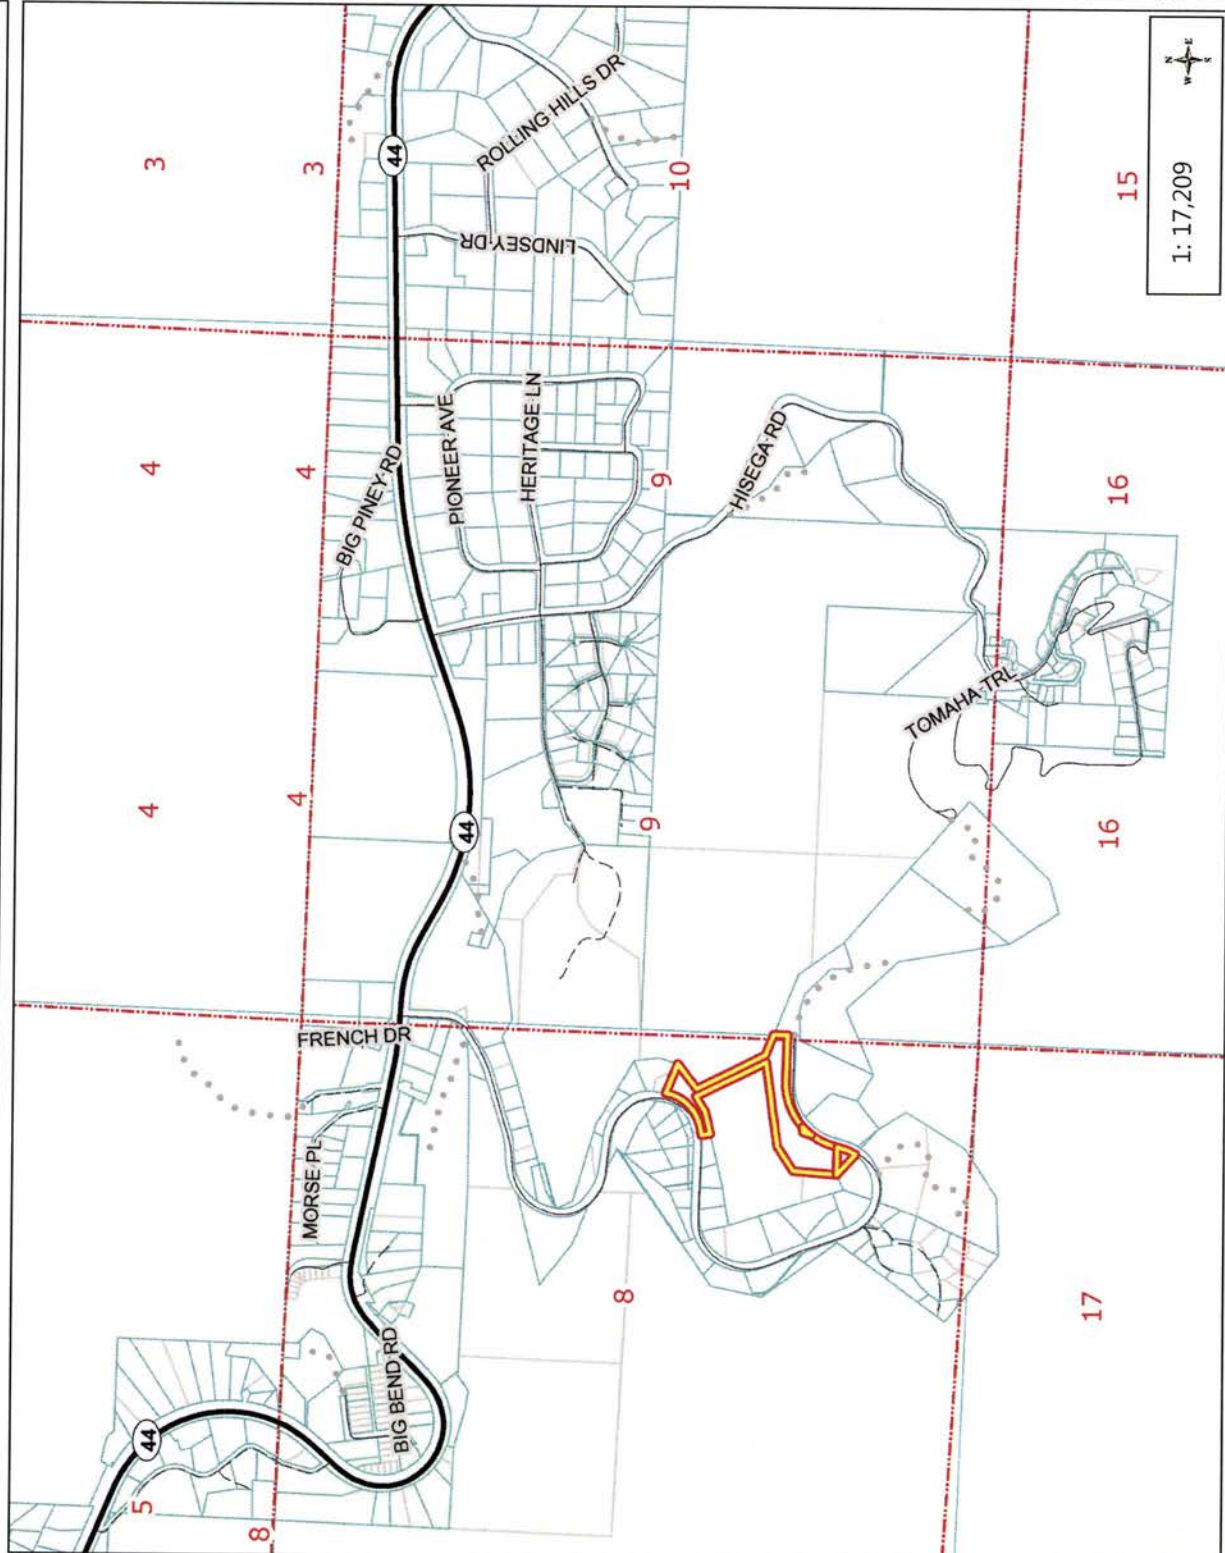 3
3
44
ROLLING HILLS DR
LINDSEY DR
10
15
1: 17,209
N
W
E
S
4
4
BIG PINEY RD
PIONEER AVE
HERITAGE LN
9
HISEGA RD
16
4
4
44
9
TOMAHA TRL
16
FRENCH DR
MORSE PL
8
17
44
BIG BEND RD
5
8